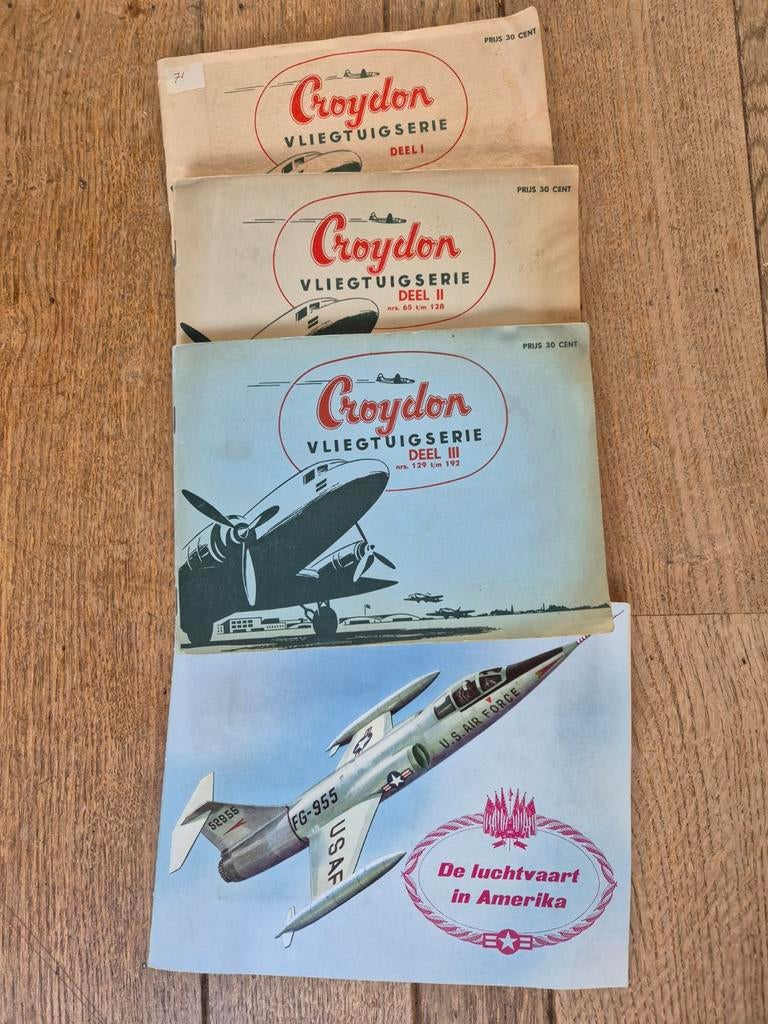 71
PRIJS 30 CENT
Croydon
VLIEGTUIGSERIE
DEEL I
PRIJS 30 CENT
Croydon
VLIEGTUIGSERIE
DEEL II
nrs. 65 t/m 128
PRIJS 30 CENT
Croydon
VLIEGTUIGSERIE
DEEL III
nrs. 129 t/m 192
U.S. AIR FORCE
52956
FG-955
USAF
De luchtvaart
in Amerika